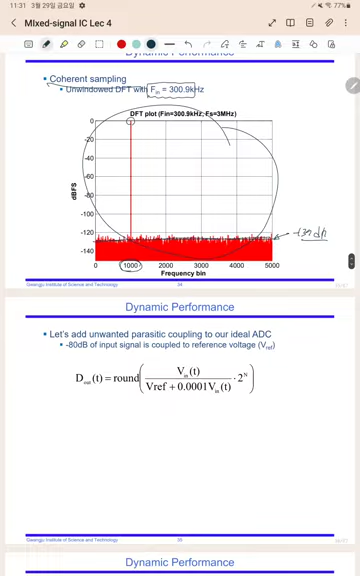 11:31 3월 29일 금요일
77%
MIxed-signal IC Lec 4
Dynamic Performance
Coherent sampling
Unwindowed DFT with Fin = 300.9kHz
DFT plot (Fin=300.9kHz, Fs=3MHz)
0
-20
-40
-60
-80
-100
-120
-140
dBFS
0 1000 2000 3000 4000 5000
Frequency bin
Gwangju Institute of Science and Technology 34
Dynamic Performance
Let's add unwanted parasitic coupling to our ideal ADC
-80dB of input signal is coupled to reference voltage (Vref)
Dout(t) = round( Vin(t) / (Vref + 0.0001Vin(t)) · 2^N )
Gwangju Institute of Science and Technology 35
Dynamic Performance